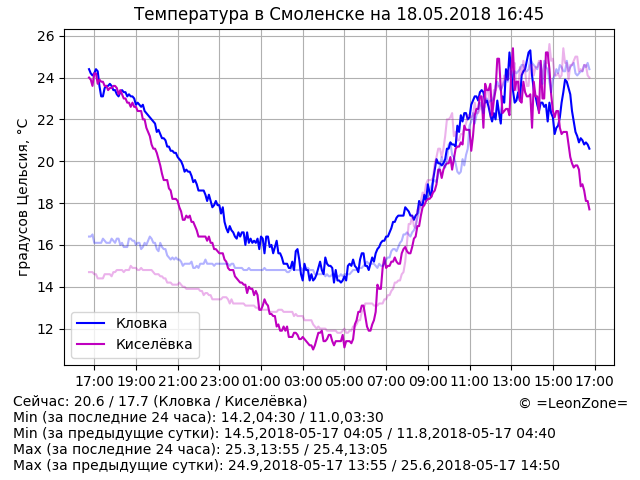 Температура в Смоленске на 18.05.2018 16:45
градусов Цельсия, °C
26
24
22
20
18
16
14
12
Кловка
Киселёвка
17:00 19:00 21:00 23:00 01:00 03:00 05:00 07:00 09:00 11:00 13:00 15:00 17:00
Сейчас: 20.6 / 17.7 (Кловка / Киселёвка)
© =LeonZone=
Min (за последние 24 часа): 14.2,04:30 / 11.0,03:30
Min (за предыдущие сутки): 14.5,2018-05-17 04:05 / 11.8,2018-05-17 04:40
Max (за последние 24 часа): 25.3,13:55 / 25.4,13:05
Max (за предыдущие сутки): 24.9,2018-05-17 13:55 / 25.6,2018-05-17 14:50